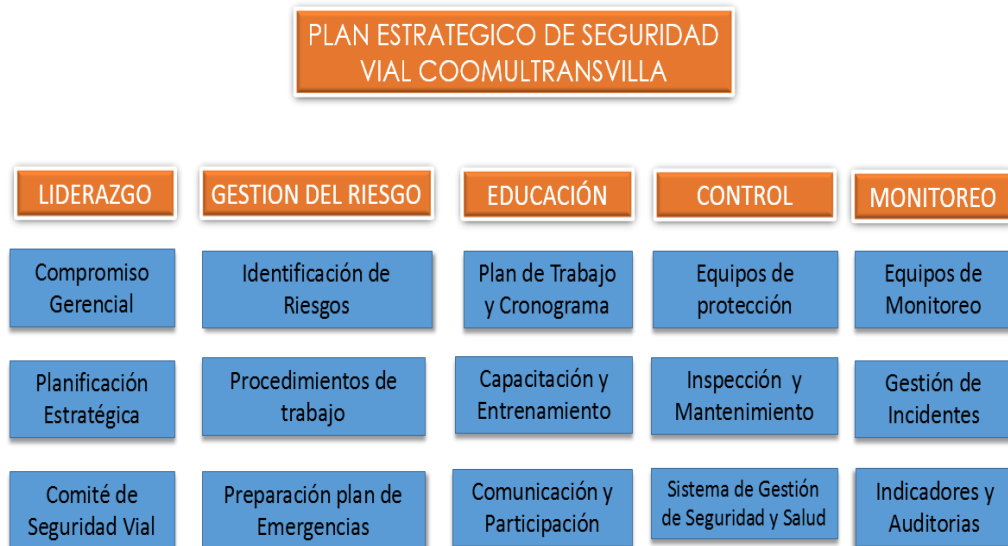 PLAN ESTRATEGICO DE SEGURIDAD
VIAL COOMULTRANSVILLA
LIDERAZGO
GESTION DEL RIESGO
EDUCACIÓN
CONTROL
MONITOREO
Compromiso
Gerencial
Identificación de
Riesgos
Plan de Trabajo
y Cronograma
Equipos de
protección
Equipos de
Monitoreo
Planificación
Estratégica
Procedimientos de
trabajo
Capacitación y
Entrenamiento
Inspección y
Mantenimiento
Gestión de
Incidentes
Comité de
Seguridad Vial
Preparación plan de
Emergencias
Comunicación y
Participación
Sistema de Gestión
de Seguridad y Salud
Indicadores y
Auditorias